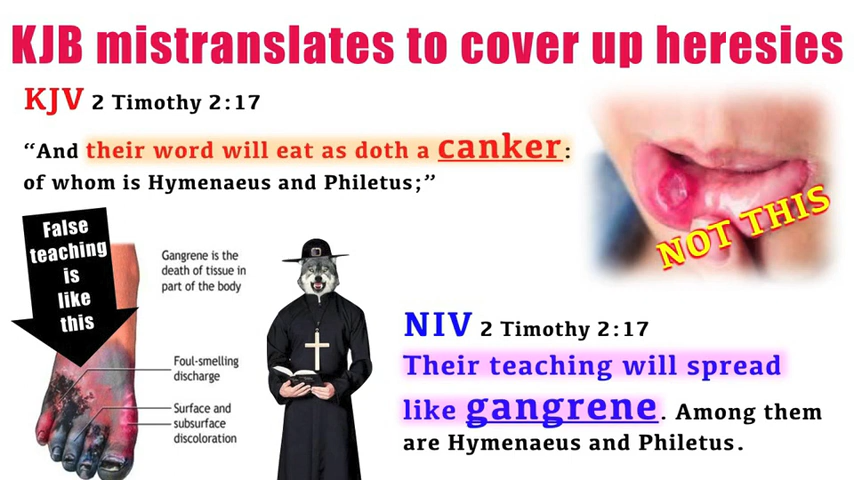 KJB mistranslates to cover up heresies
KJV 2 Timothy 2:17
“And their word will eat as doth a canker:
of whom is Hymenaeus and Philetus;”
NOT THIS
False
teaching
is
like
this
Gangrene is the
death of tissue in
part of the body
Foul-smelling
discharge
Surface and
subsurface
discoloration
NIV 2 Timothy 2:17
Their teaching will spread
like gangrene. Among them
are Hymenaeus and Philetus.